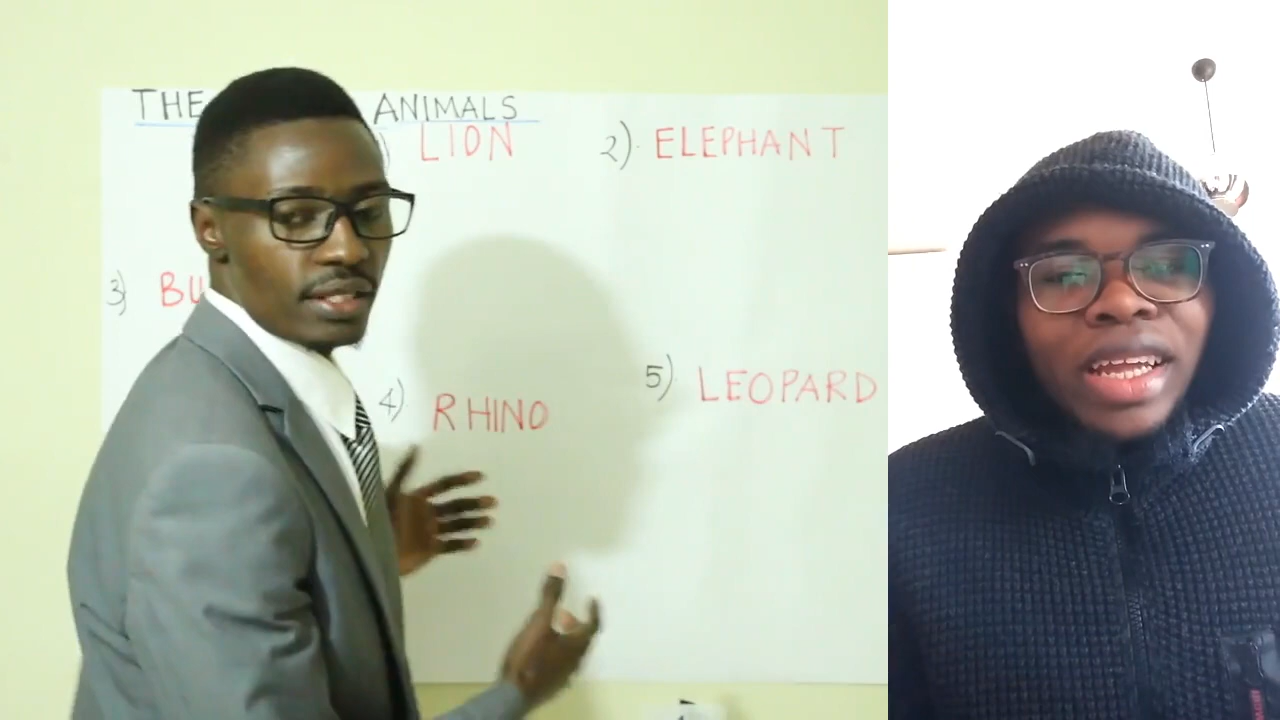 THE ANIMALS
LION
2) ELEPHANT
3) BU
4) RHINO
5) LEOPARD